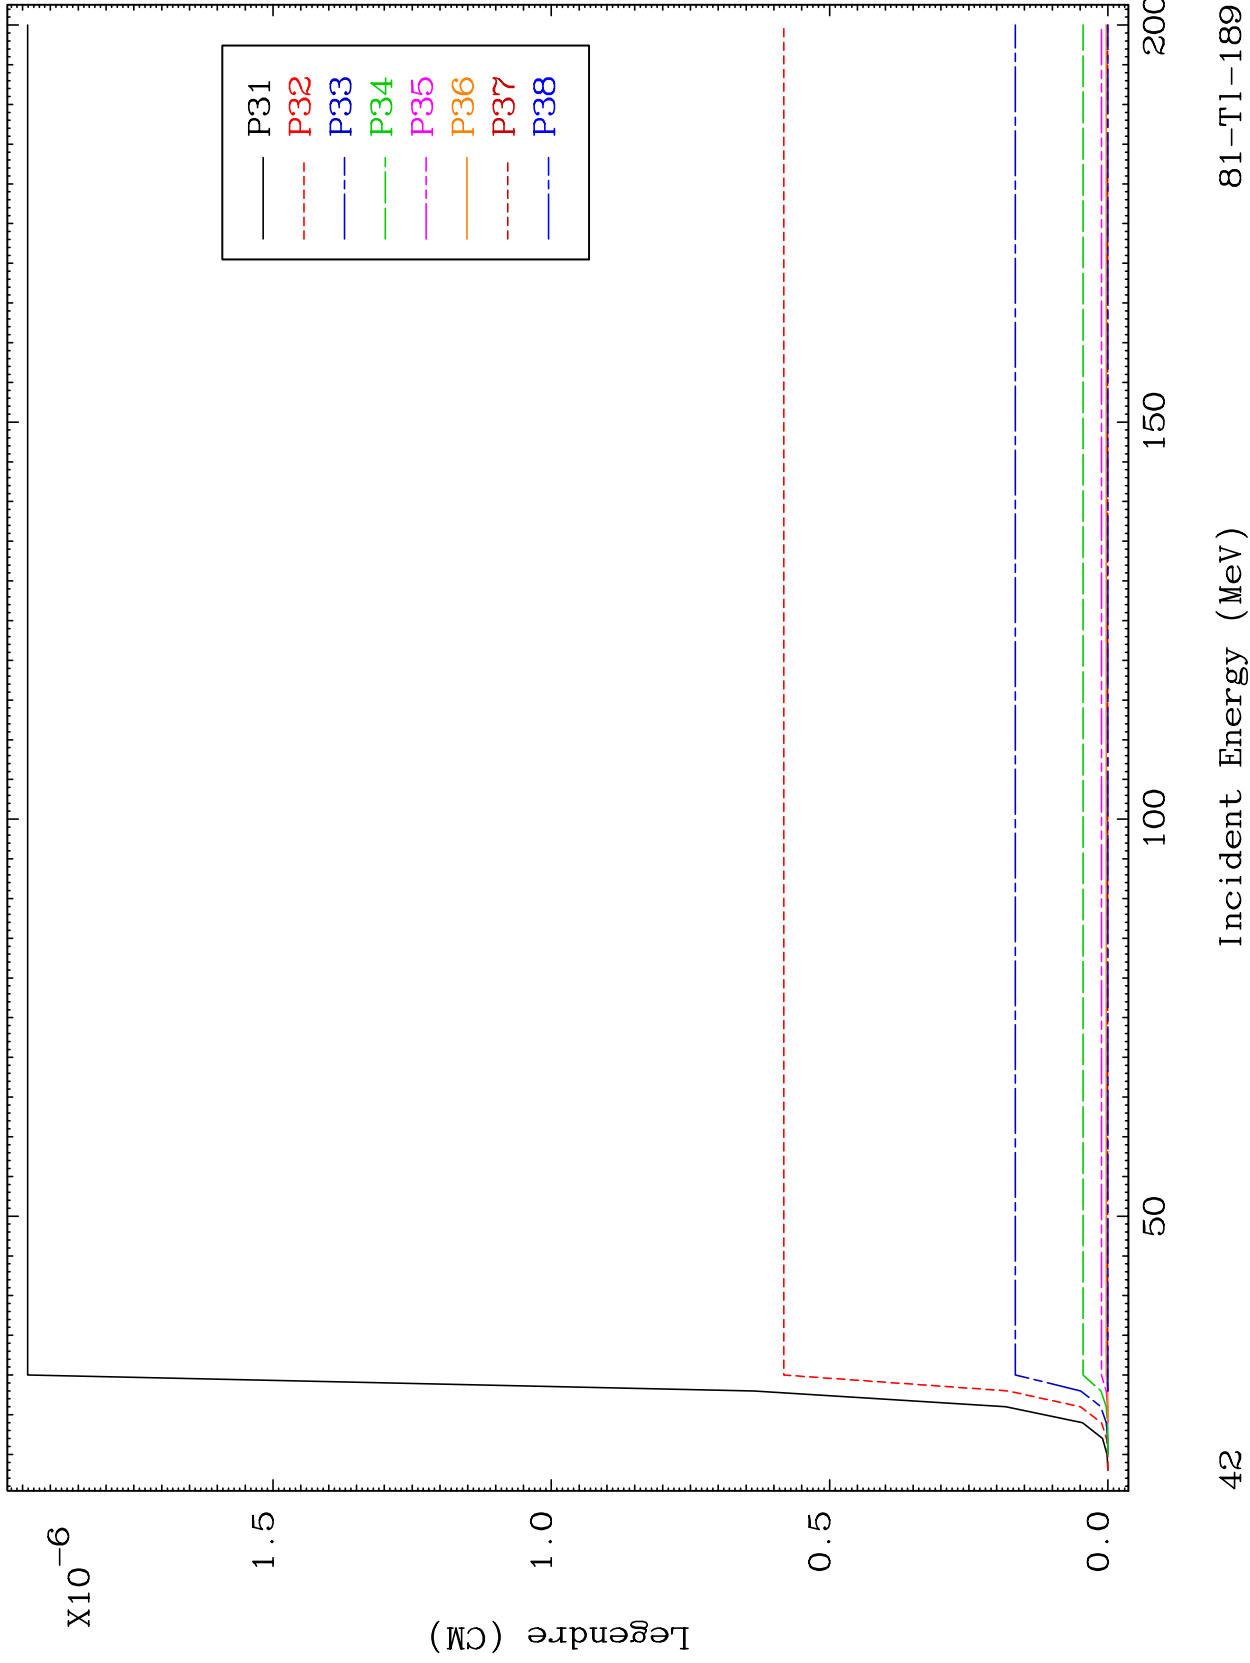 X10-6
Legendre (CM)
1.5
1.0
0.5
0.0
P31
P32
P33
P34
P35
P36
P37
P38
50
100
150
200
Incident Energy (MeV)
42
81-Tl-189